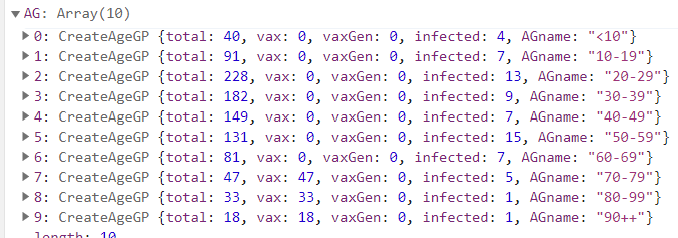 ▼AG: Array(10)
▶0: CreateAgeGP {total: 40, vax: 0, vaxGen: 0, infected: 4, AGname: "<10"}
▶1: CreateAgeGP {total: 91, vax: 0, vaxGen: 0, infected: 7, AGname: "10-19"}
▶2: CreateAgeGP {total: 228, vax: 0, vaxGen: 0, infected: 13, AGname: "20-29"}
▶3: CreateAgeGP {total: 182, vax: 0, vaxGen: 0, infected: 9, AGname: "30-39"}
▶4: CreateAgeGP {total: 149, vax: 0, vaxGen: 0, infected: 7, AGname: "40-49"}
▶5: CreateAgeGP {total: 131, vax: 0, vaxGen: 0, infected: 15, AGname: "50-59"}
▶6: CreateAgeGP {total: 81, vax: 0, vaxGen: 0, infected: 7, AGname: "60-69"}
▶7: CreateAgeGP {total: 47, vax: 47, vaxGen: 0, infected: 5, AGname: "70-79"}
▶8: CreateAgeGP {total: 33, vax: 33, vaxGen: 0, infected: 1, AGname: "80-99"}
▶9: CreateAgeGP {total: 18, vax: 18, vaxGen: 0, infected: 1, AGname: "90++"}
length: 10